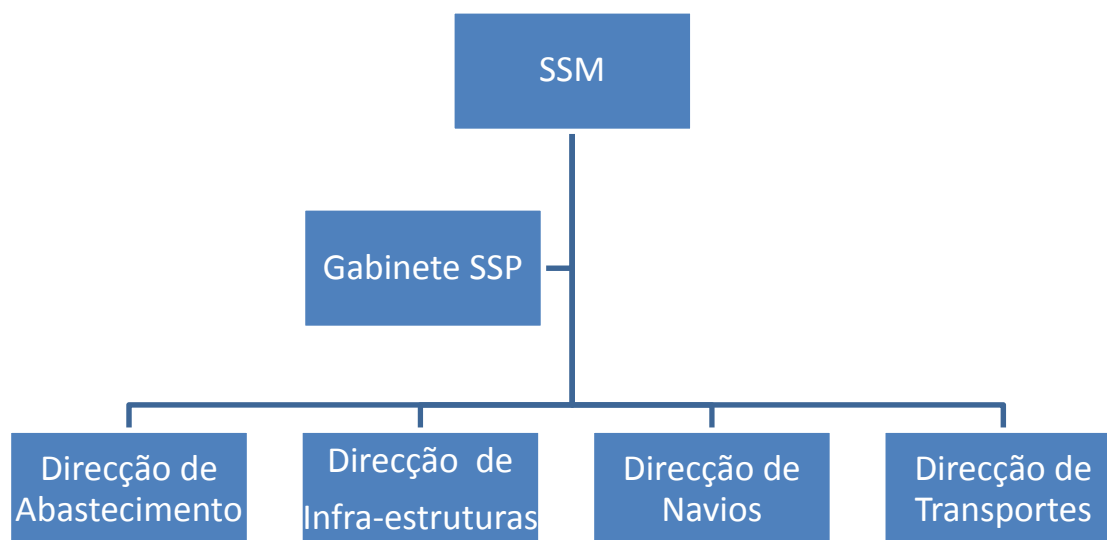 SSM
Gabinete SSP
Direcção de
Abastecimento
Direcção de
Infra-estruturas
Direcção de
Navios
Direcção de
Transportes